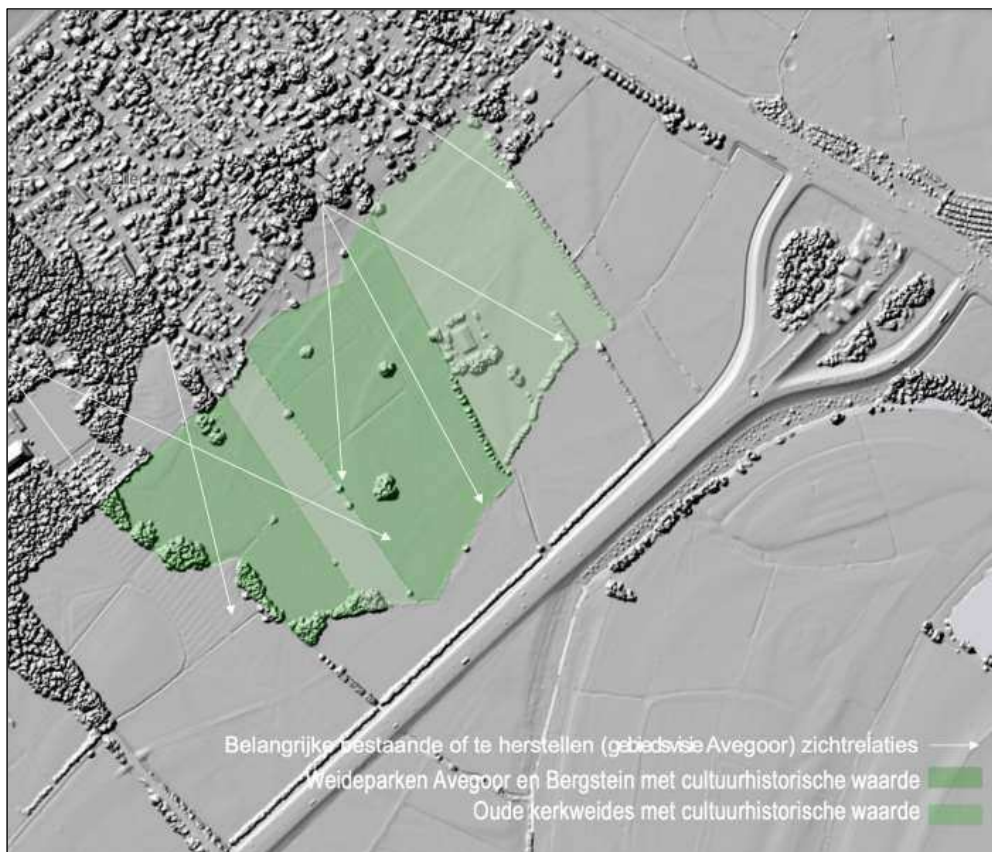 Belangrijke bestaande of te herstellen (gebiedsvisie Avegoor) zichtrelaties
Weideparken Avegoor en Bergstein met cultuurhistorische waarde
Oude kerkweides met cultuurhistorische waarde